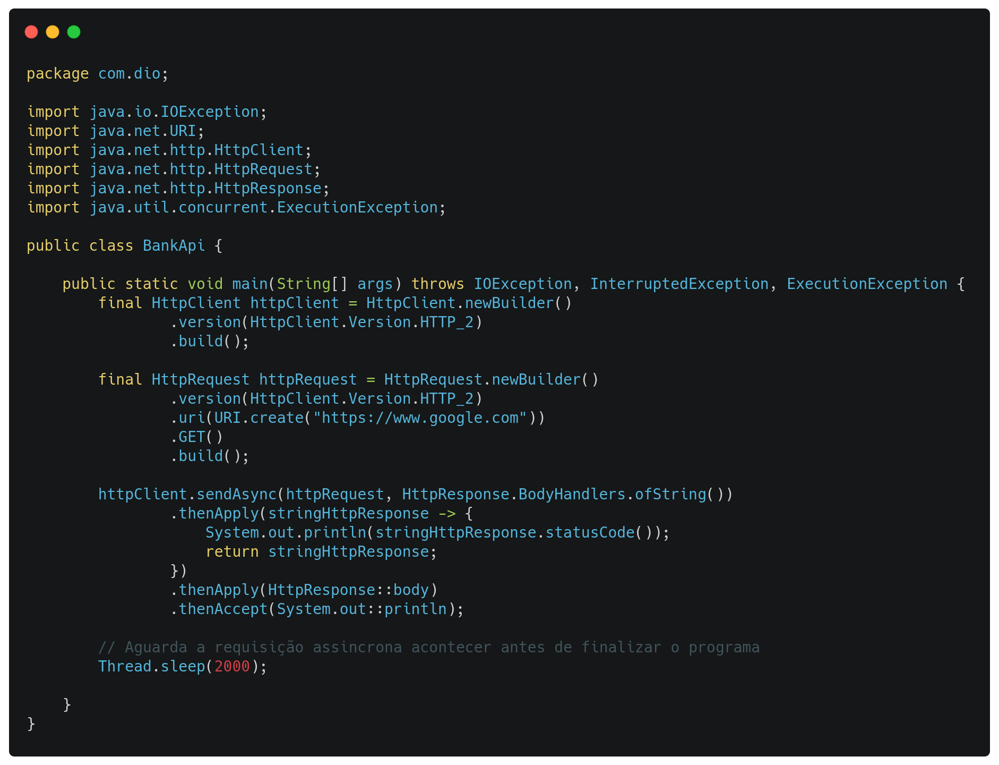 package com.dio;
import java.io.IOException;
import java.net.URI;
import java.net.http.HttpClient;
import java.net.http.HttpRequest;
import java.net.http.HttpResponse;
import java.util.concurrent.ExecutionException;
public class BankApi {
public static void main(String[] args) throws IOException, InterruptedException, ExecutionException {
final HttpClient httpClient = HttpClient.newBuilder()
.version(HttpClient.Version.HTTP_2)
.build();
final HttpRequest httpRequest = HttpRequest.newBuilder()
.version(HttpClient.Version.HTTP_2)
.uri(URI.create("https://www.google.com"))
.GET()
.build();
httpClient.sendAsync(httpRequest, HttpResponse.BodyHandlers.ofString())
.thenApply(stringHttpResponse -> {
System.out.println(stringHttpResponse.statusCode());
return stringHttpResponse;
})
.thenApply(HttpResponse::body)
.thenAccept(System.out::println);
// Aguarda a requisição assincrona acontecer antes de finalizar o programa
Thread.sleep(2000);
}
}